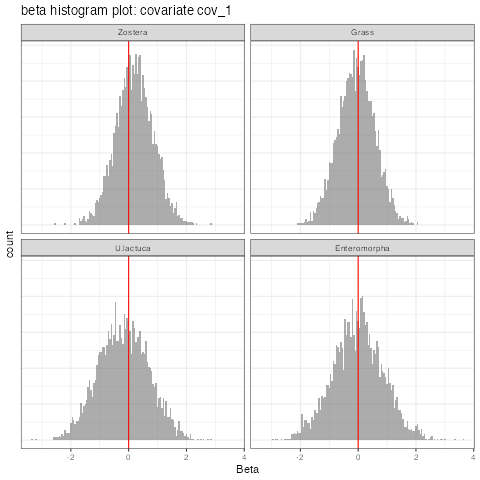 beta histogram plot: covariate cov_1
Zostera
Grass
U.lactuca
Enteromorpha
count
-2
0
2
4
-2
0
2
4
Beta